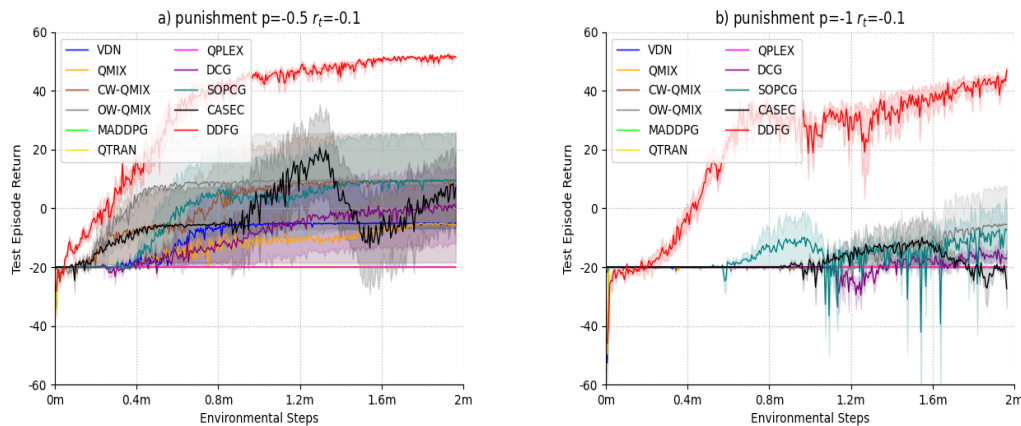 a) punishment p=-0.5 r_t=-0.1
60
40
20
0
-20
-40
-60
Test Episode Return
VDN
QMIX
CW-QMIX
OW-QMIX
MADDPG
QTRAN
QPLEX
DCG
SOPCG
CASEC
DDFG
0m 0.4m 0.8m 1.2m 1.6m 2m
Environmental Steps
b) punishment p=-1 r_t=-0.1
60
40
20
0
-20
-40
-60
Test Episode Return
VDN
QMIX
CW-QMIX
OW-QMIX
MADDPG
QTRAN
QPLEX
DCG
SOPCG
CASEC
DDFG
0m 0.4m 0.8m 1.2m 1.6m 2m
Environmental Steps